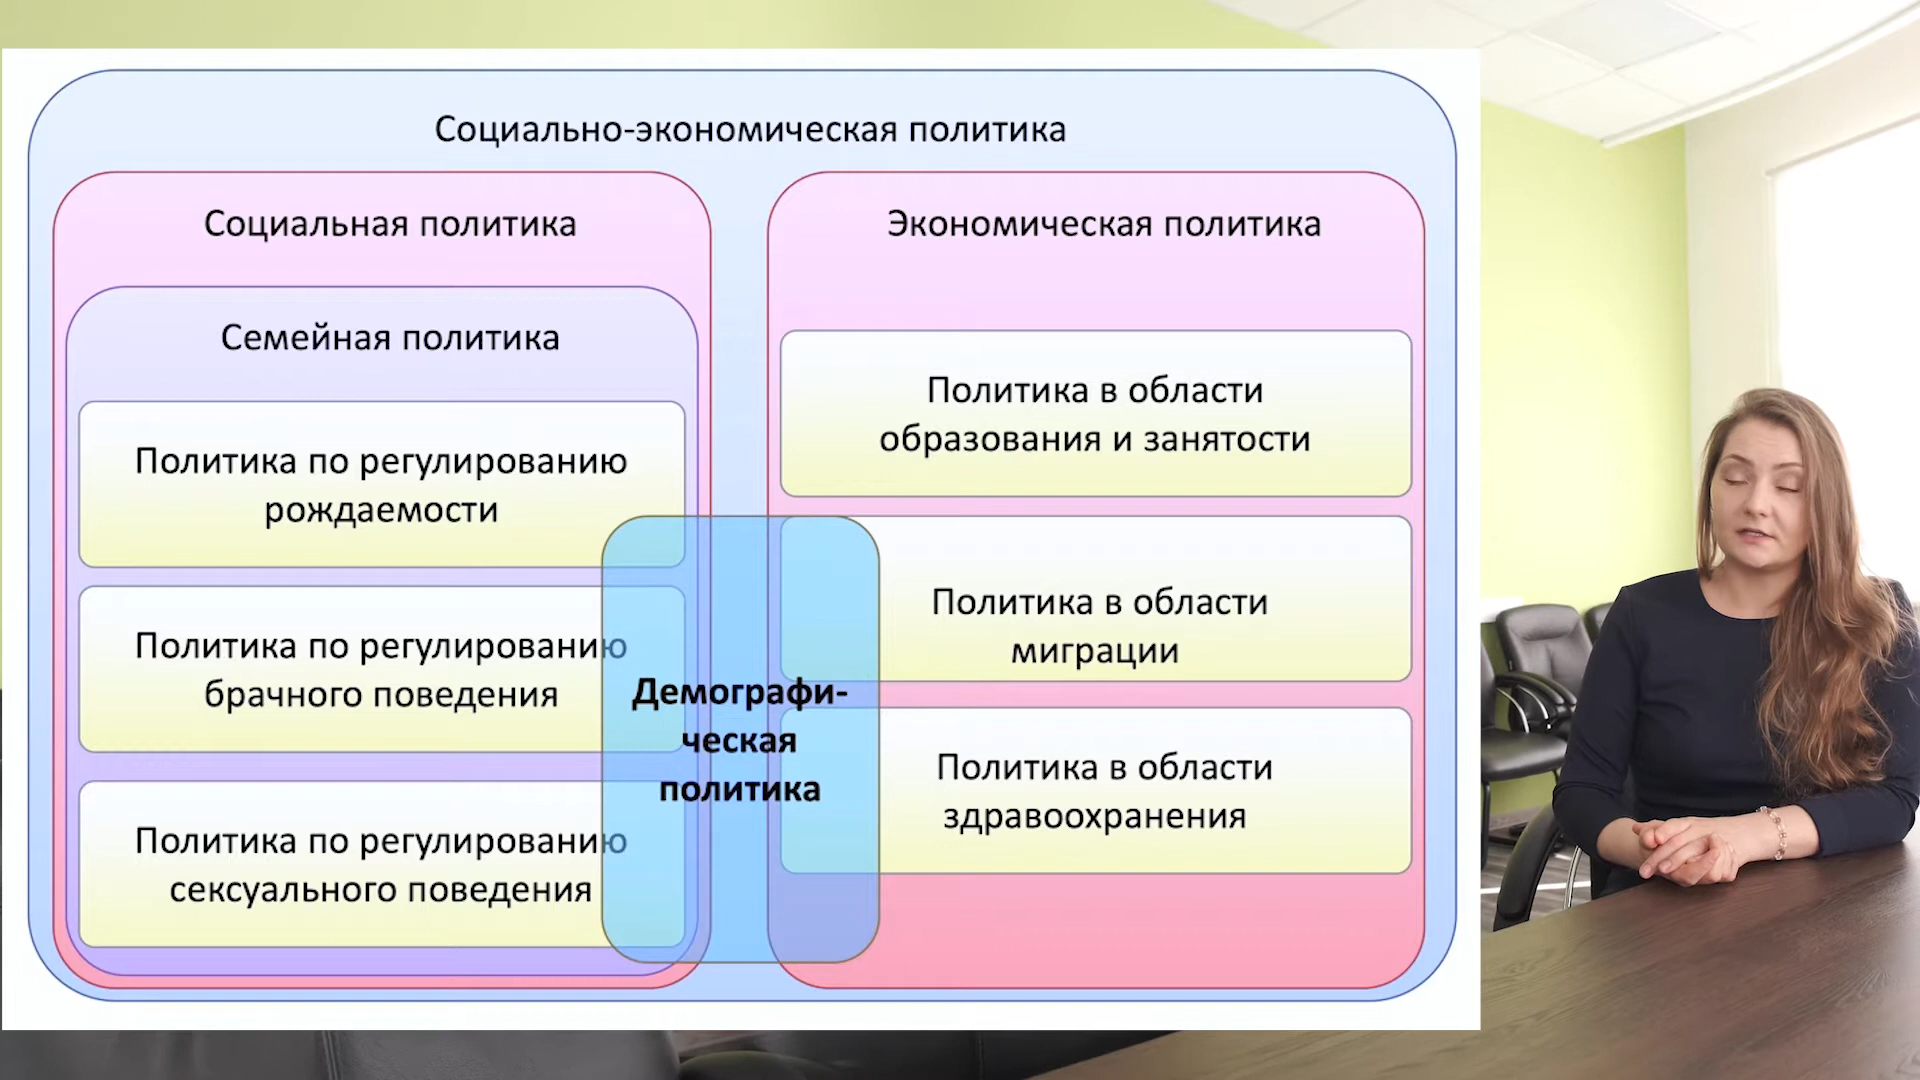 Социально-экономическая политика
Социальная политика
Семейная политика
Политика по регулированию
рождаемости
Политика по регулированию
брачного поведения
Политика по регулированию
сексуального поведения
Демографи-
ческая
политика
Экономическая политика
Политика в области
образования и занятости
Политика в области
миграции
Политика в области
здравоохранения